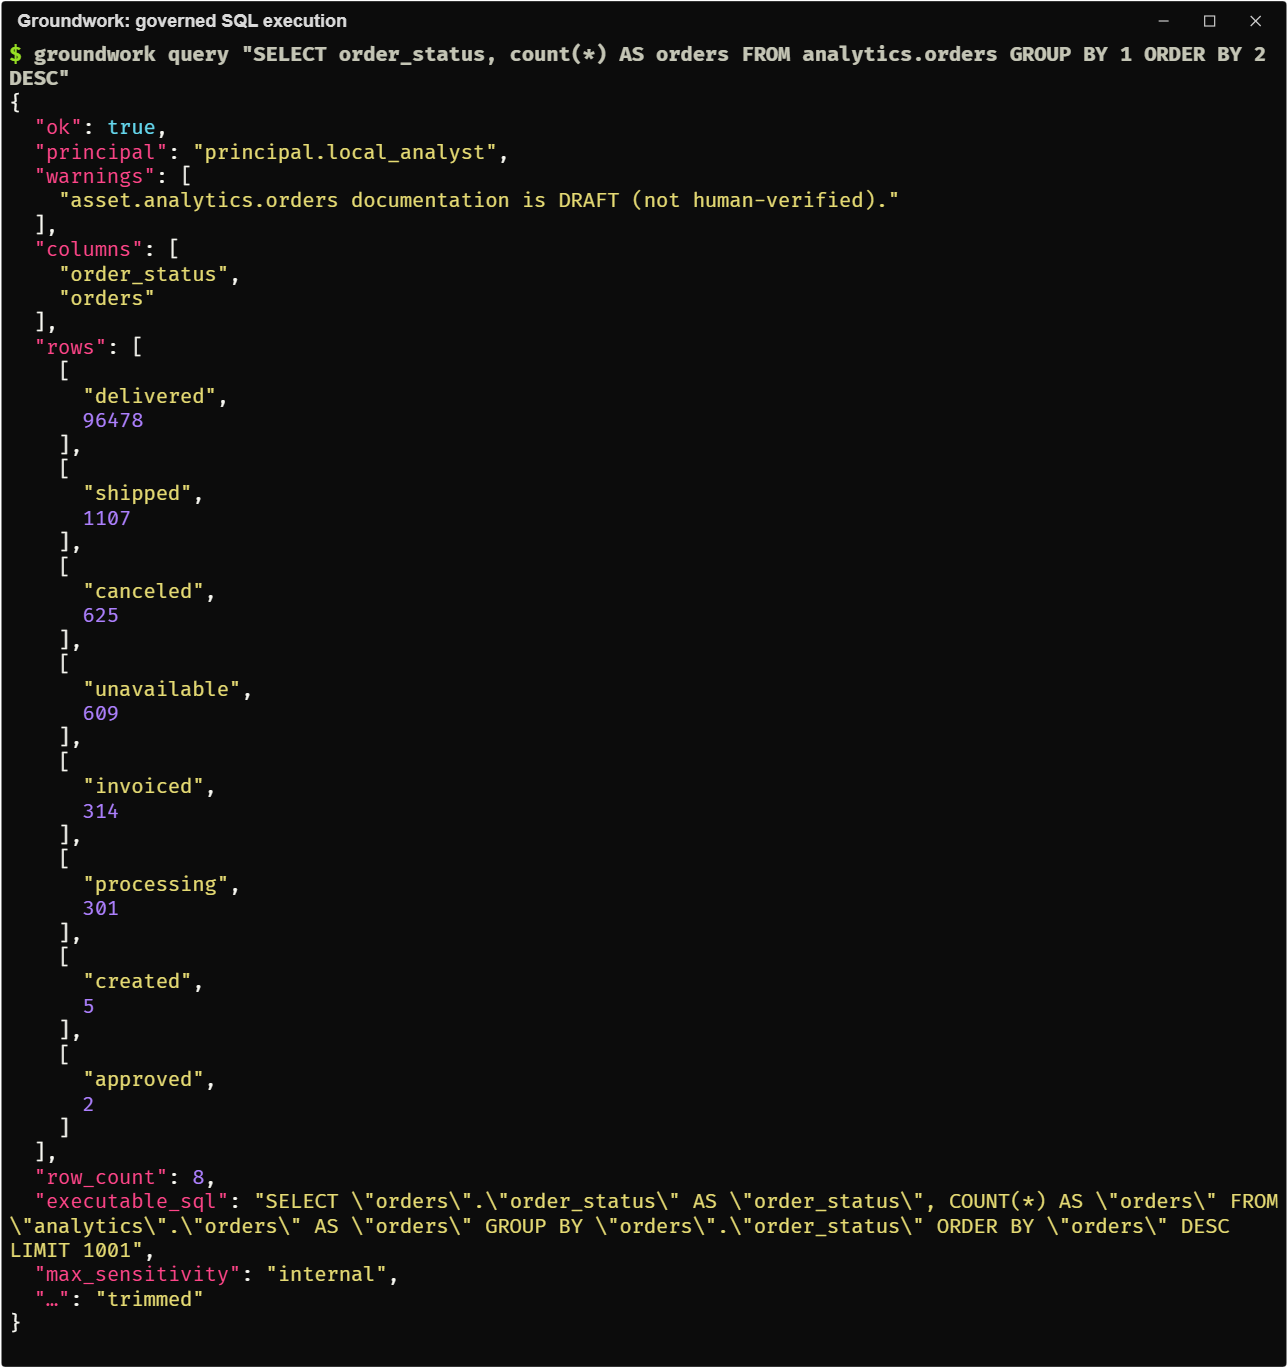 Groundwork: governed SQL execution
$ groundwork query "SELECT order_status, count(*) AS orders FROM analytics.orders GROUP BY 1 ORDER BY 2
DESC"
{
  "ok": true,
  "principal": "principal.local_analyst",
  "warnings": [
    "asset.analytics.orders documentation is DRAFT (not human-verified)."
  ],
  "columns": [
    "order_status",
    "orders"
  ],
  "rows": [
    [
      "delivered",
      96478
    ],
    [
      "shipped",
      1107
    ],
    [
      "canceled",
      625
    ],
    [
      "unavailable",
      609
    ],
    [
      "invoiced",
      314
    ],
    [
      "processing",
      301
    ],
    [
      "created",
      5
    ],
    [
      "approved",
      2
    ]
  ],
  "row_count": 8,
  "executable_sql": "SELECT \"orders\".\"order_status\" AS \"order_status\", COUNT(*) AS \"orders\" FROM
\"analytics\".\"orders\" AS \"orders\" GROUP BY \"orders\".\"order_status\" ORDER BY \"orders\" DESC
LIMIT 1001",
  "max_sensitivity": "internal",
  "…": "trimmed"
}